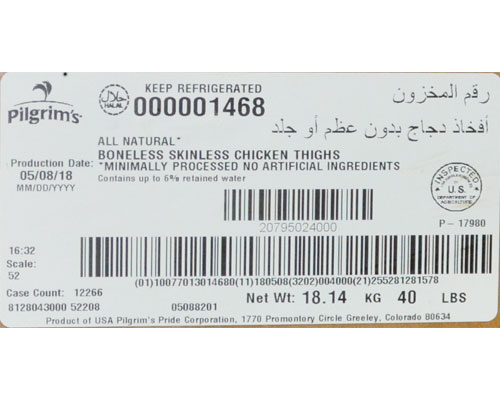 Pilgrim's
حلال
HALAL
KEEP REFRIGERATED
000001468
رقم المخزون
أفخاذ دجاج بدون عظم أو جلد
ALL NATURAL*
BONELESS SKINLESS CHICKEN THIGHS
*MINIMALLY PROCESSED NO ARTIFICIAL INGREDIENTS
Contains up to 6% retained water
Production Date:
05/08/18
MM/DD/YYYY
INSPECTED
U.S.
DEPARTMENT OF
AGRICULTURE
P - 17980
20795024000
16:32
Scale:
52
(01)10077013014680(11)180508(3202)004000(21)255281281578
Case Count: 12266
Net Wt: 18.14 KG 40 LBS
8128043000 52208
05088201
Product of USA Pilgrim's Pride Corporation, 1770 Promontory Circle Greeley, Colorado 80634